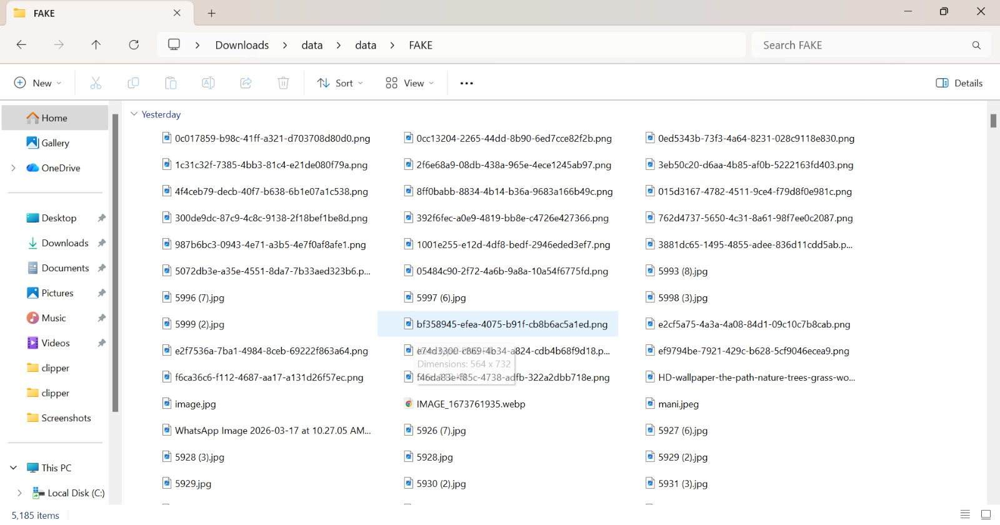 FAKE
Downloads > data > data > FAKE
Search FAKE
New
Sort
View
Details
Home
Gallery
OneDrive
Desktop
Downloads
Documents
Pictures
Music
Videos
clipper
clipper
Screenshots
This PC
Local Disk (C:)
Yesterday
0c017859-b98c-41ff-a321-d703708d80d0.png 0cc13204-2265-44dd-8b90-6ed7cce82f2b.png 0ed5343b-73f3-4a64-8231-028c9118e830.png
1c31c32f-7385-4bb3-81c4-e21de080f79a.png 2f6e68a9-08db-438a-965e-4ece1245ab97.png 3eb50c20-d6aa-4b85-af0b-5222163fd403.png
4f4ceb79-decb-40f7-b638-6b1e07a1c538.png 8ff0babb-8834-4b14-b36a-9683a166b49c.png 015d3167-4782-4511-9ce4-f79d8f0e981c.png
300de9dc-87c9-4c8c-9138-2f18bef1be8d.png 392f6fec-a0e9-4819-bb8e-c4726e427366.png 762d4737-5650-4c31-8a61-98f7ee0c2087.png
987b6bc3-0943-4e71-a3b5-4e7f0af8afe1.png 1001e255-e12d-4df8-bedf-2946eded3ef7.png 3881dc65-1495-4855-adee-836d11cdd5ab.p...
5072db3e-a35e-4551-8da7-7b33aed323b6.p... 05484c90-2f72-4a6b-9a8a-10a54f6775fd.png 5993 (8).jpg
5996 (7).jpg 5997 (6).jpg 5998 (3).jpg
5999 (2).jpg bf358945-efea-4075-b91f-cb8b6ac5a1ed.png e2cf5a75-4a3a-4a08-84d1-09c10c7b8cab.png
e2f7536a-7ba1-4984-8ceb-69222f863a64.png e74d3300-c869-4b34-a824-cdb4b68f9d18.p... ef9794be-7921-429c-b628-5cf9046ecea9.png
Dimensions: 564 x 732
f6ca36c6-f112-4687-aa17-a131d26f57ec.png f46da83e-f85c-4738-adfb-322a2dbb718e.png HD-wallpaper-the-path-nature-trees-grass-wo...
image.jpg IMAGE_1673761935.webp mani.jpeg
WhatsApp Image 2026-03-17 at 10.27.05 AM... 5926 (7).jpg 5927 (6).jpg
5928 (3).jpg 5928.jpg 5929 (2).jpg
5929.jpg 5930 (2).jpg 5931 (3).jpg
5,185 items